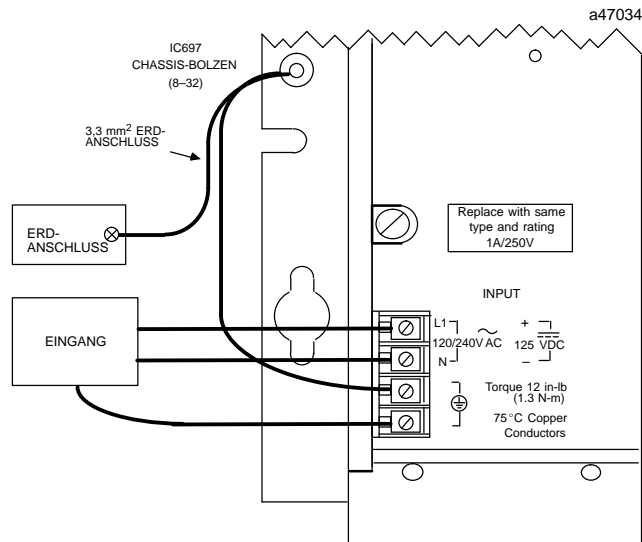 a47034
IC697
CHASSIS-BOLZEN
(8–32)
3,3 mm² ERD-
ANSCHLUSS
ERD-
ANSCHLUSS
EINGANG
Replace with same
type and rating
1A/250V
INPUT
L1
120/240V AC
N
+
125 VDC
–
Torque 12 in-lb
(1.3 N-m)
75°C Copper
Conductors